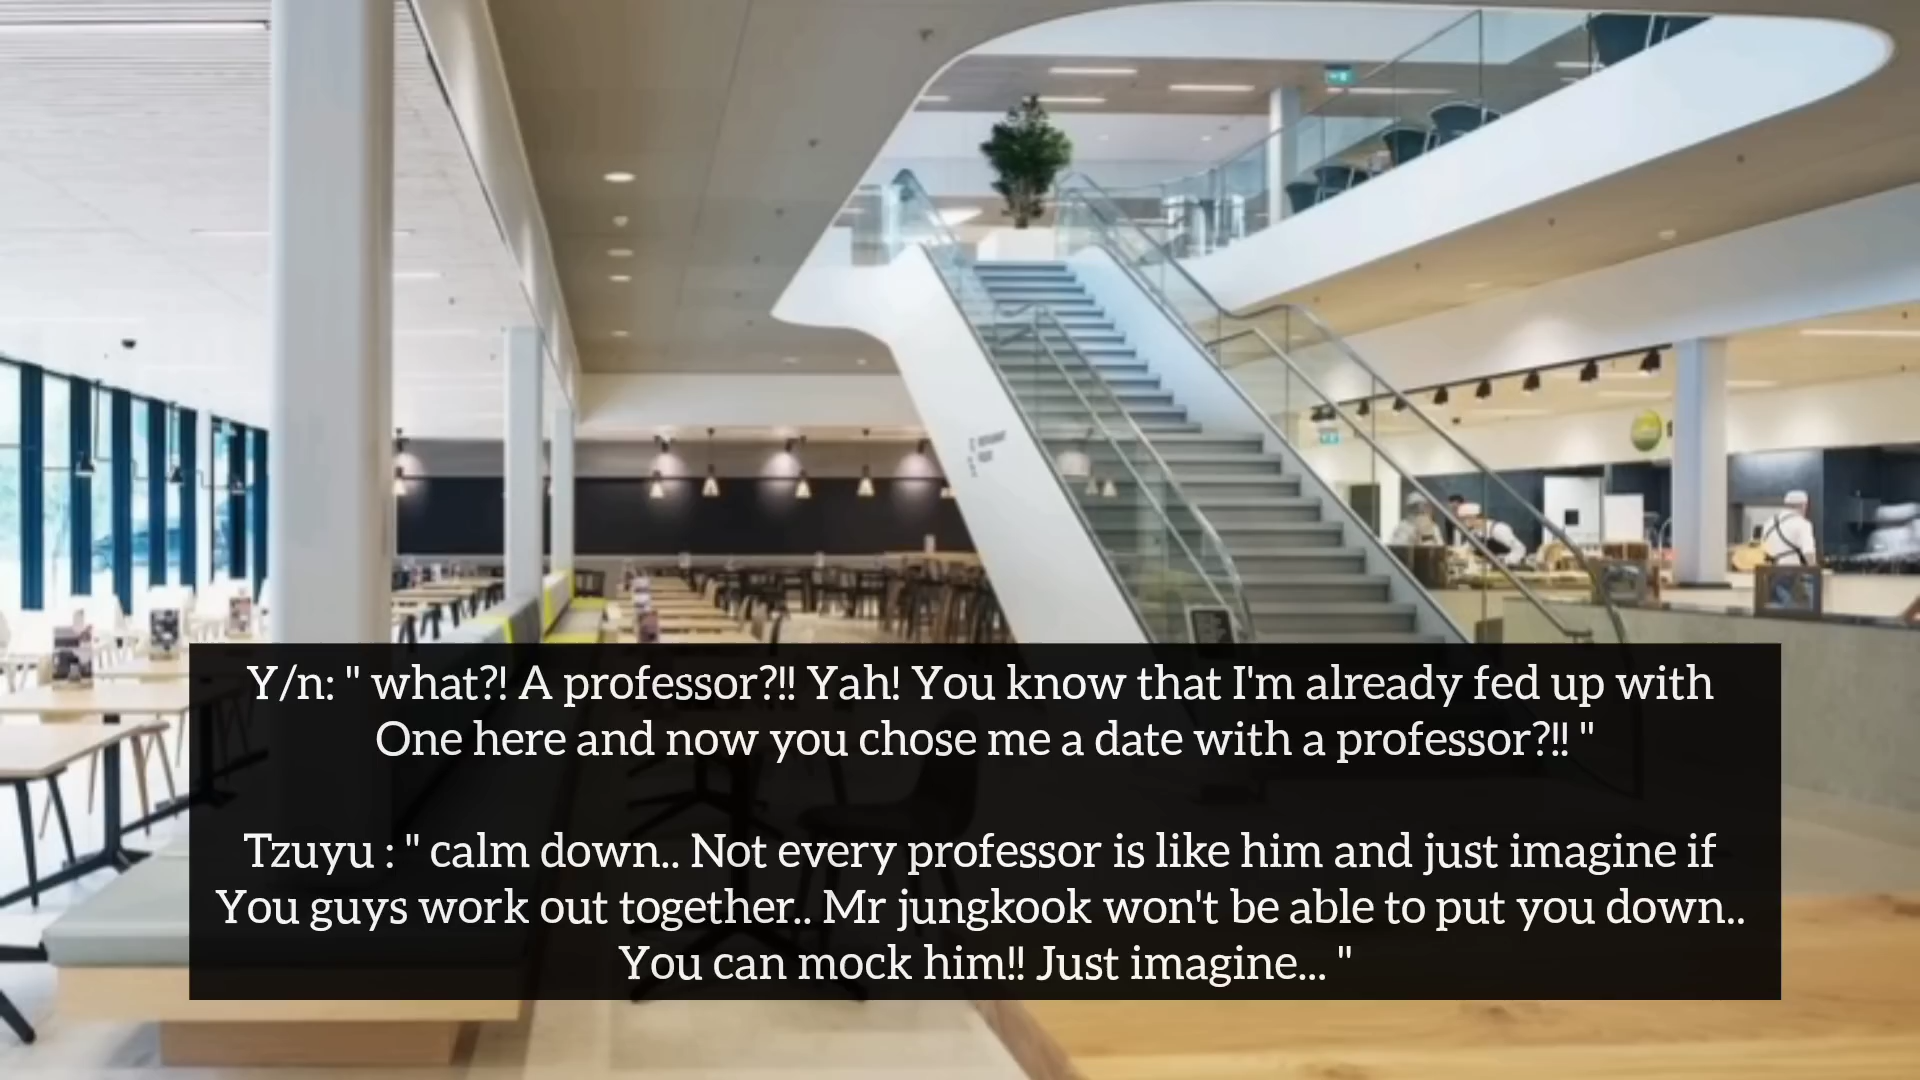 Y/n: " what?! A professor?!! Yah! You know that I'm already fed up with
One here and now you chose me a date with a professor?!! "
Tzuyu : " calm down.. Not every professor is like him and just imagine if
You guys work out together.. Mr jungkook won't be able to put you down..
You can mock him!! Just imagine... "